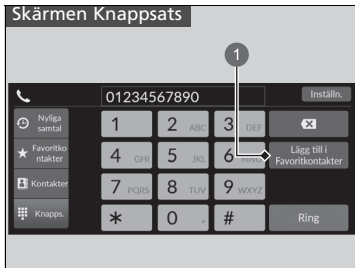 Skärmen Knappsats
1
01234567890
Inställn.
Nyliga
samtal
1
2 ABC
3 DEF
Favoritko
ntakter
4 GHI
5 JKL
6 MNO
Lägg till i
Favoritkontakter
Kontakter
7 PQRS
8 TUV
9 WXYZ
Knapps.
*
0 +
#
Ring